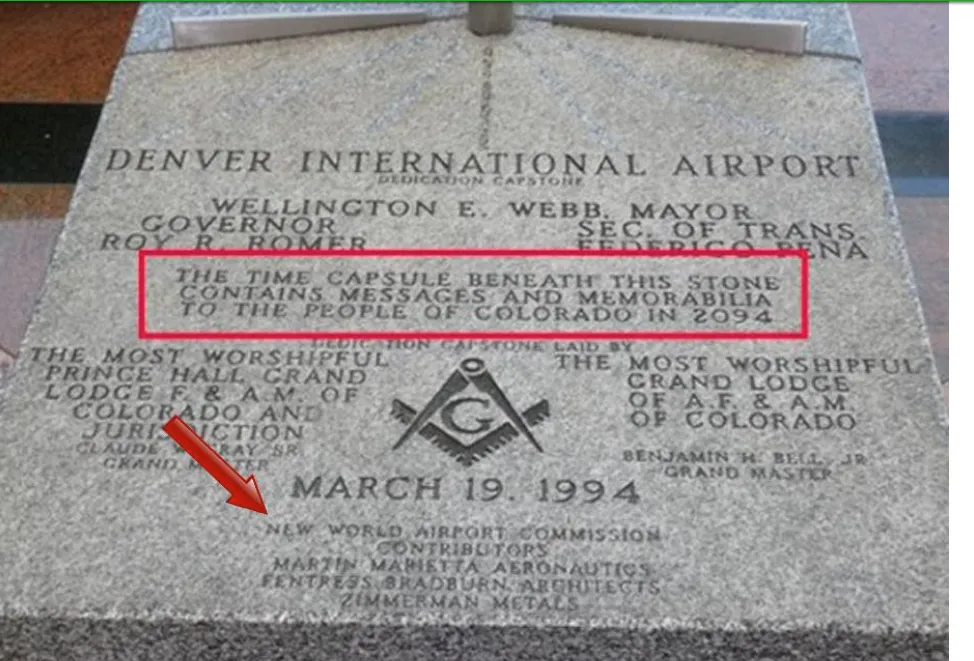 DENVER INTERNATIONAL AIRPORT
DEDICATION CAPSTONE
WELLINGTON E. WEBB, MAYOR
GOVERNOR
ROY R. ROMER
SEC. OF TRANS.
FEDERICO PENA
THE TIME CAPSULE BENEATH THIS STONE
CONTAINS MESSAGES AND MEMORABILIA
TO THE PEOPLE OF COLORADO IN 2094
DEDICATION CAPSTONE LAID BY
THE MOST WORSHIPFUL
PRINCE HALL GRAND
LODGE F. & A.M. OF
COLORADO AND
JURISDICTION
CLAUDE W. GRAY SR.
GRAND MASTER
G
THE MOST WORSHIPFUL
GRAND LODGE
OF A.F. & A.M.
OF COLORADO
BENJAMIN H. BELL, JR.
GRAND MASTER
MARCH 19, 1994
NEW WORLD AIRPORT COMMISSION
CONTRIBUTORS
MARTIN MARIETTA AERONAUTICS
FENTRESS BRADBURN ARCHITECTS
ZIMMERMAN METALS